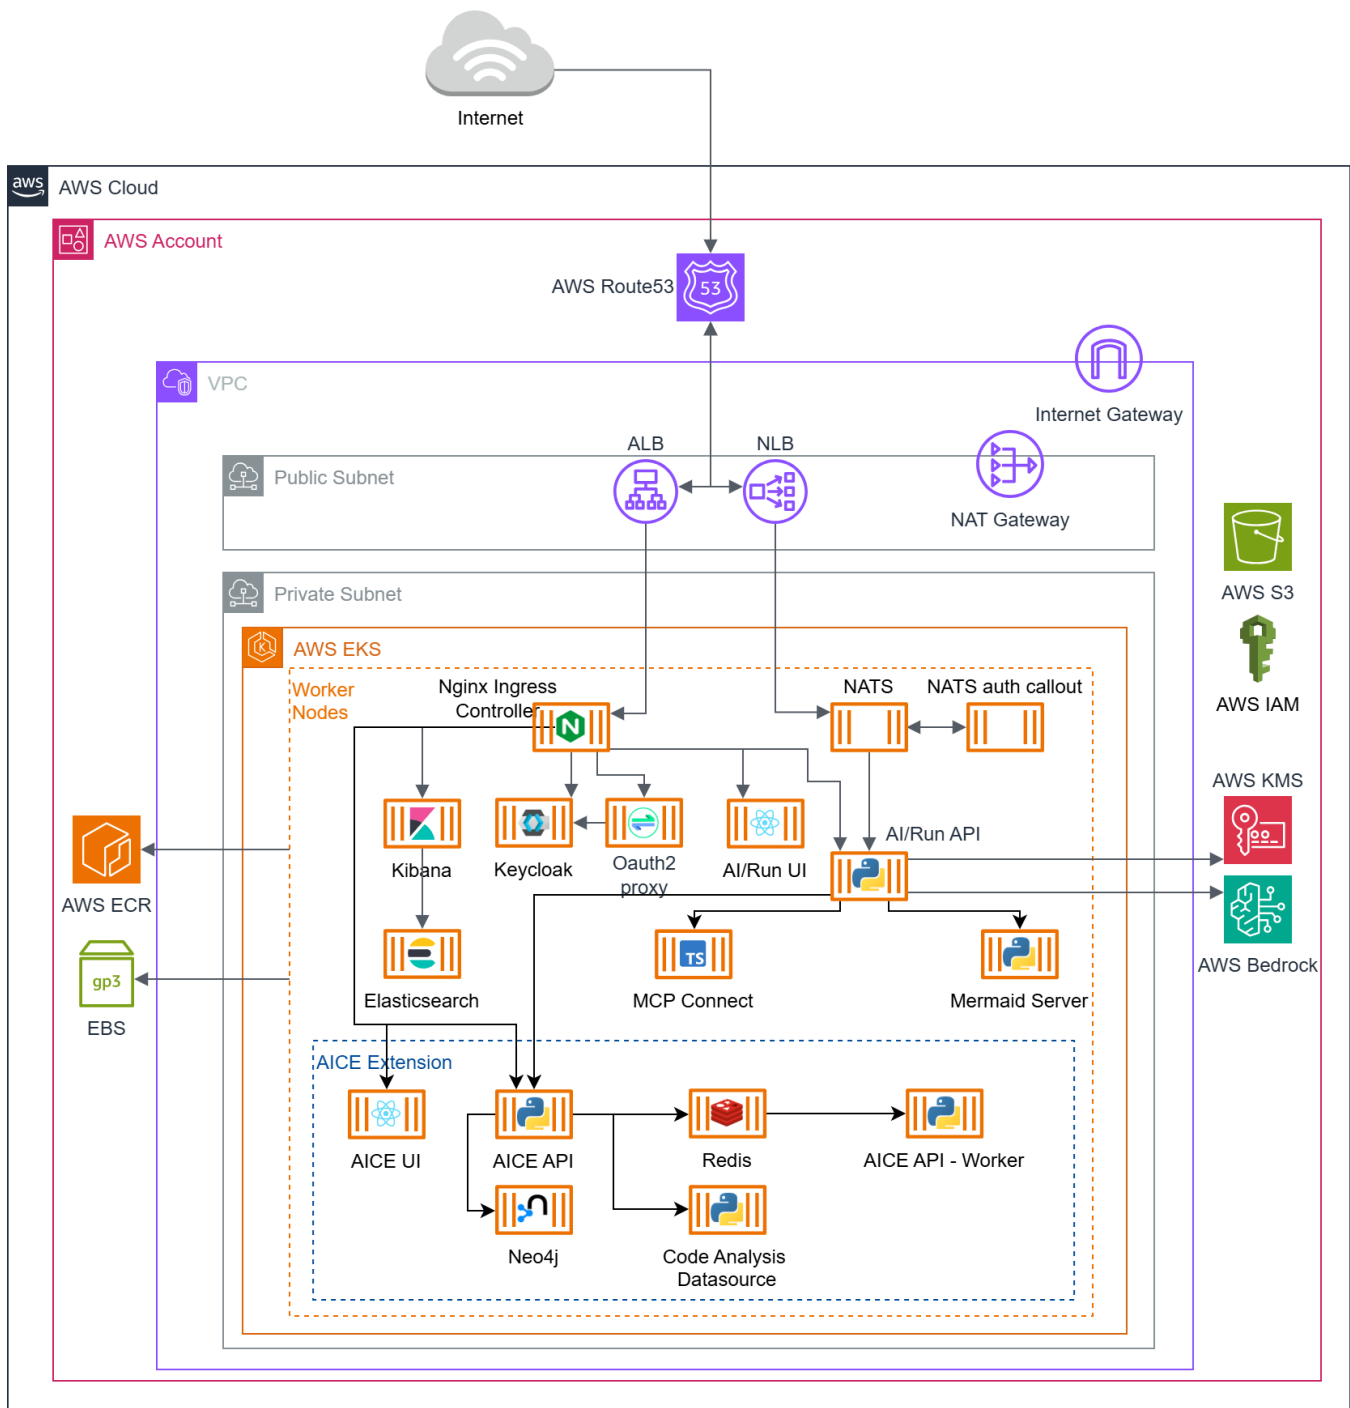 Internet
aws
AWS Cloud
AWS Account
AWS Route53
53
VPC
Internet Gateway
ALB
NLB
Public Subnet
NAT Gateway
AWS S3
Private Subnet
AWS IAM
AWS EKS
K
Worker
Nodes
Nginx Ingress
Controller
N
NATS
NATS auth callout
AWS KMS
Kibana
Keycloak
Oauth2
proxy
AI/Run UI
AI/Run API
AWS ECR
AWS Bedrock
gp3
EBS
Elasticsearch
TS
MCP Connect
Mermaid Server
AICE Extension
AICE UI
AICE API
Redis
AICE API - Worker
Neo4j
Code Analysis
Datasource